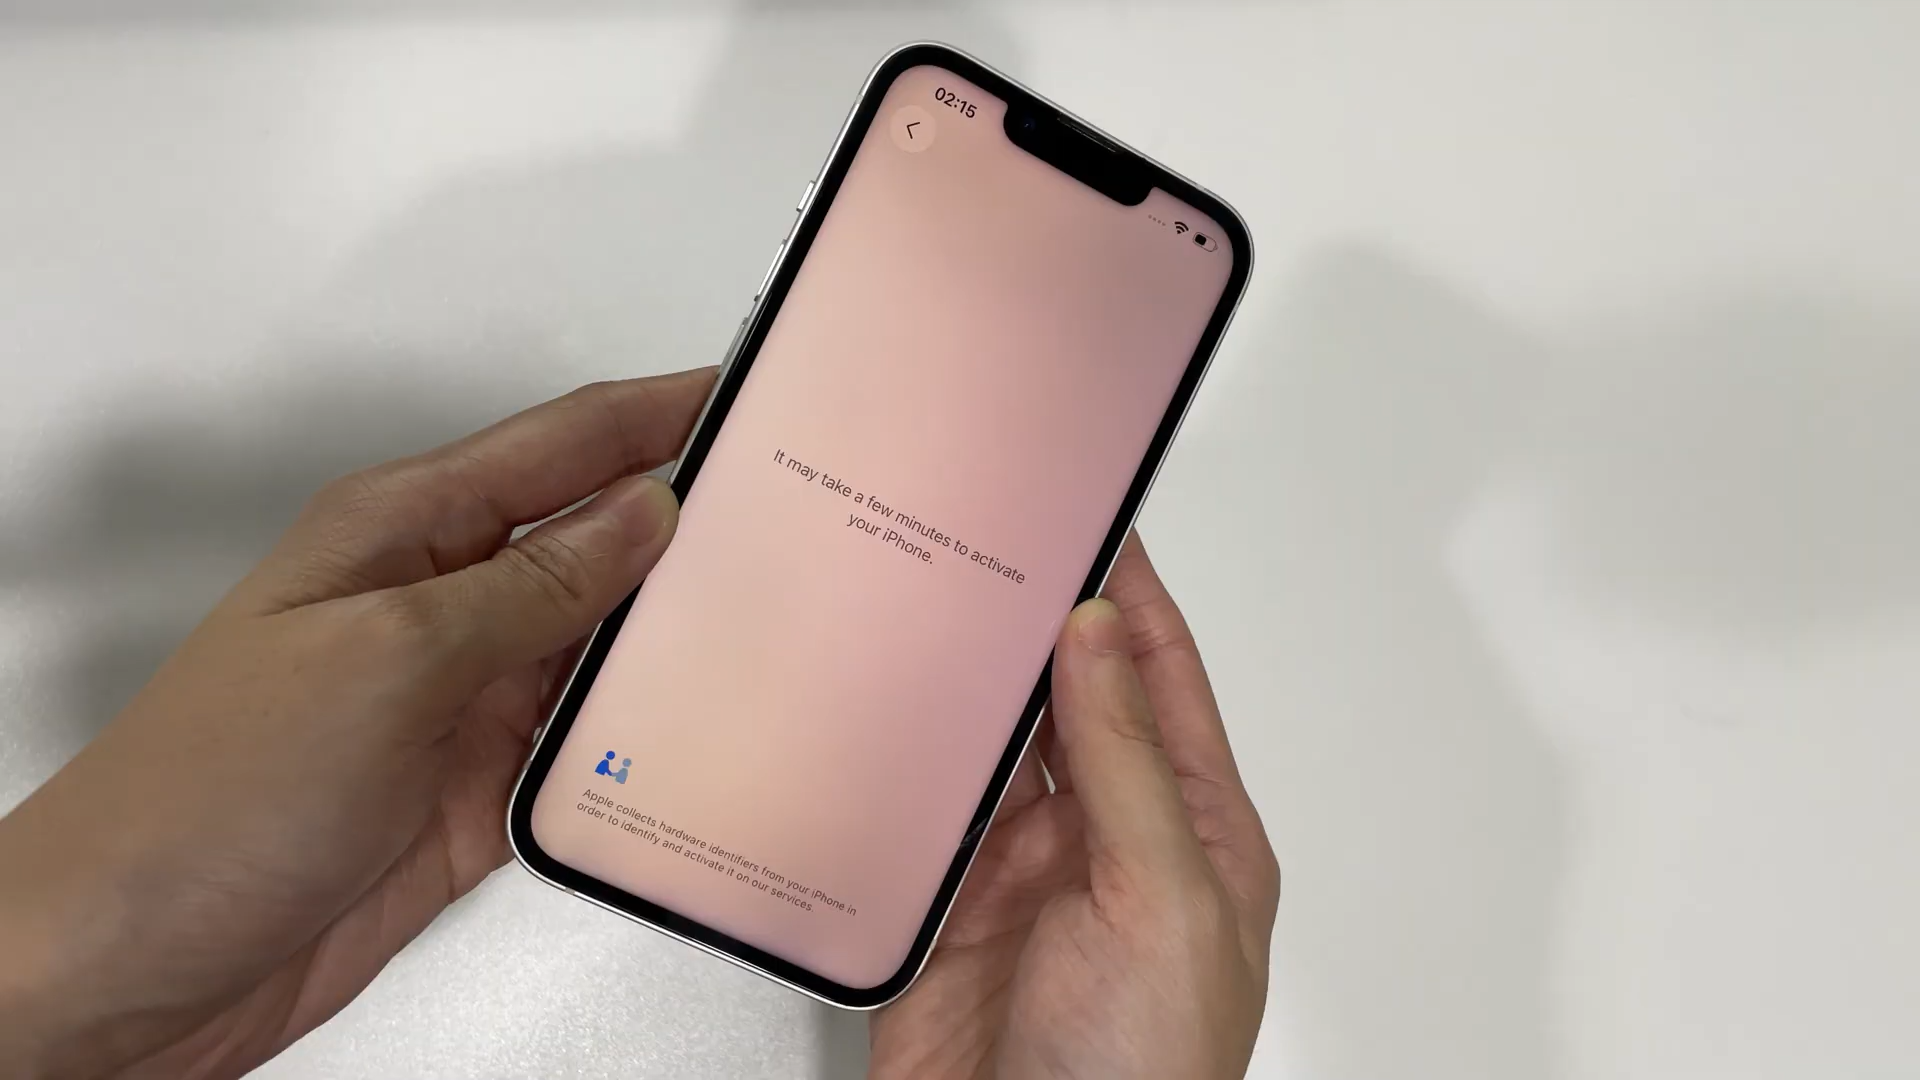 02:15
It may take a few minutes to activate
your iPhone.
Apple collects hardware identifiers from your iPhone in
order to identify and activate it on our services.